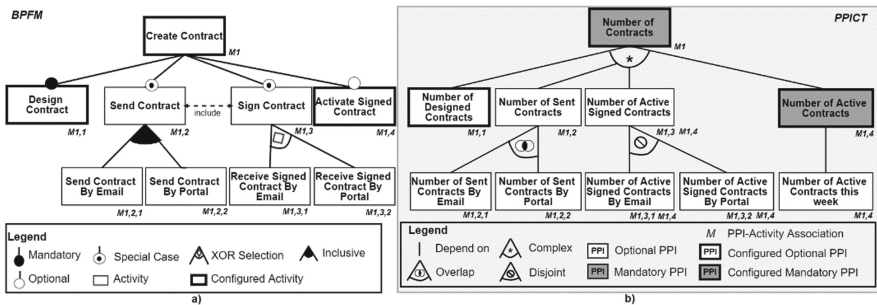 BPFM
Create Contract
M1
Design
Contract
M1,1
Send Contract
M1,2
include
Sign Contract
M1,3
Activate Signed
Contract
M1,4
Send Contract
By Email
M1,2,1
Send Contract
By Portal
M1,2,2
Receive Signed
Contract By
Email
M1,3,1
Receive Signed
Contract By
Portal
M1,3,2
Legend
Mandatory
Special Case
XOR Selection
Inclusive
Optional
Activity
Configured Activity
a)
PPICT
Number of
Contracts
M1
*
Number of
Designed
Contracts
M1,1
Number of Sent
Contracts
M1,2
Number of Active
Signed Contracts
M1,3 M1,4
Number of Active
Contracts
M1,4
Number of Sent
Contracts By
Email
M1,2,1
Number of Sent
Contracts By
Portal
M1,2,2
Number of Active
Signed Contracts
By Email
M1,3,1 M1,4
Number of Active
Signed Contracts
By Portal
M1,3,2 M1,4
Number of Active
Contracts this
week
M1,4
Legend
M PPI-Activity Association
Depend on
* Complex
PPI Optional PPI
PPI Configured Optional PPI
Overlap
Disjoint
PPI Mandatory PPI
PPI Configured Mandatory PPI
b)